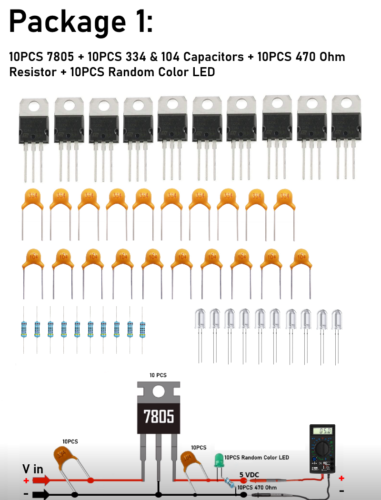 Package 1:
10PCS 7805 + 10PCS 334 & 104 Capacitors + 10PCS 470 Ohm
Resistor + 10PCS Random Color LED
10 PCS
7805
10PCS
10PCS
10PCS Random Color LED
V in
+
-
5 VDC
10PCS 470 Ohm
+
-